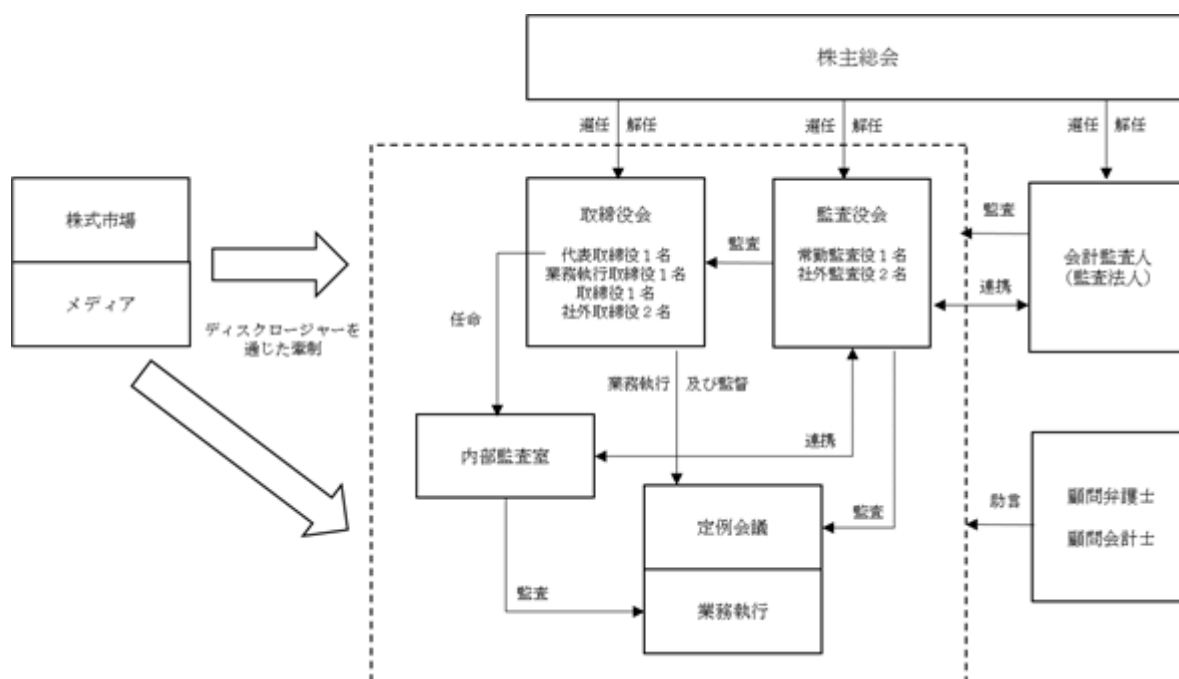 株主総会
選任 解任
選任 解任
選任 解任
株式市場
メディア
ディスクロージャーを
通じた牽制
取締役会
代表取締役1名
業務執行取締役1名
取締役1名
社外取締役2名
監査
監査役会
常勤監査役1名
社外監査役2名
監査
連携
会計監査人
(監査法人)
任命
業務執行 及び監督
内部監査室
連携
定例会議
業務執行
監査
監査
助言
顧問弁護士
顧問会計士